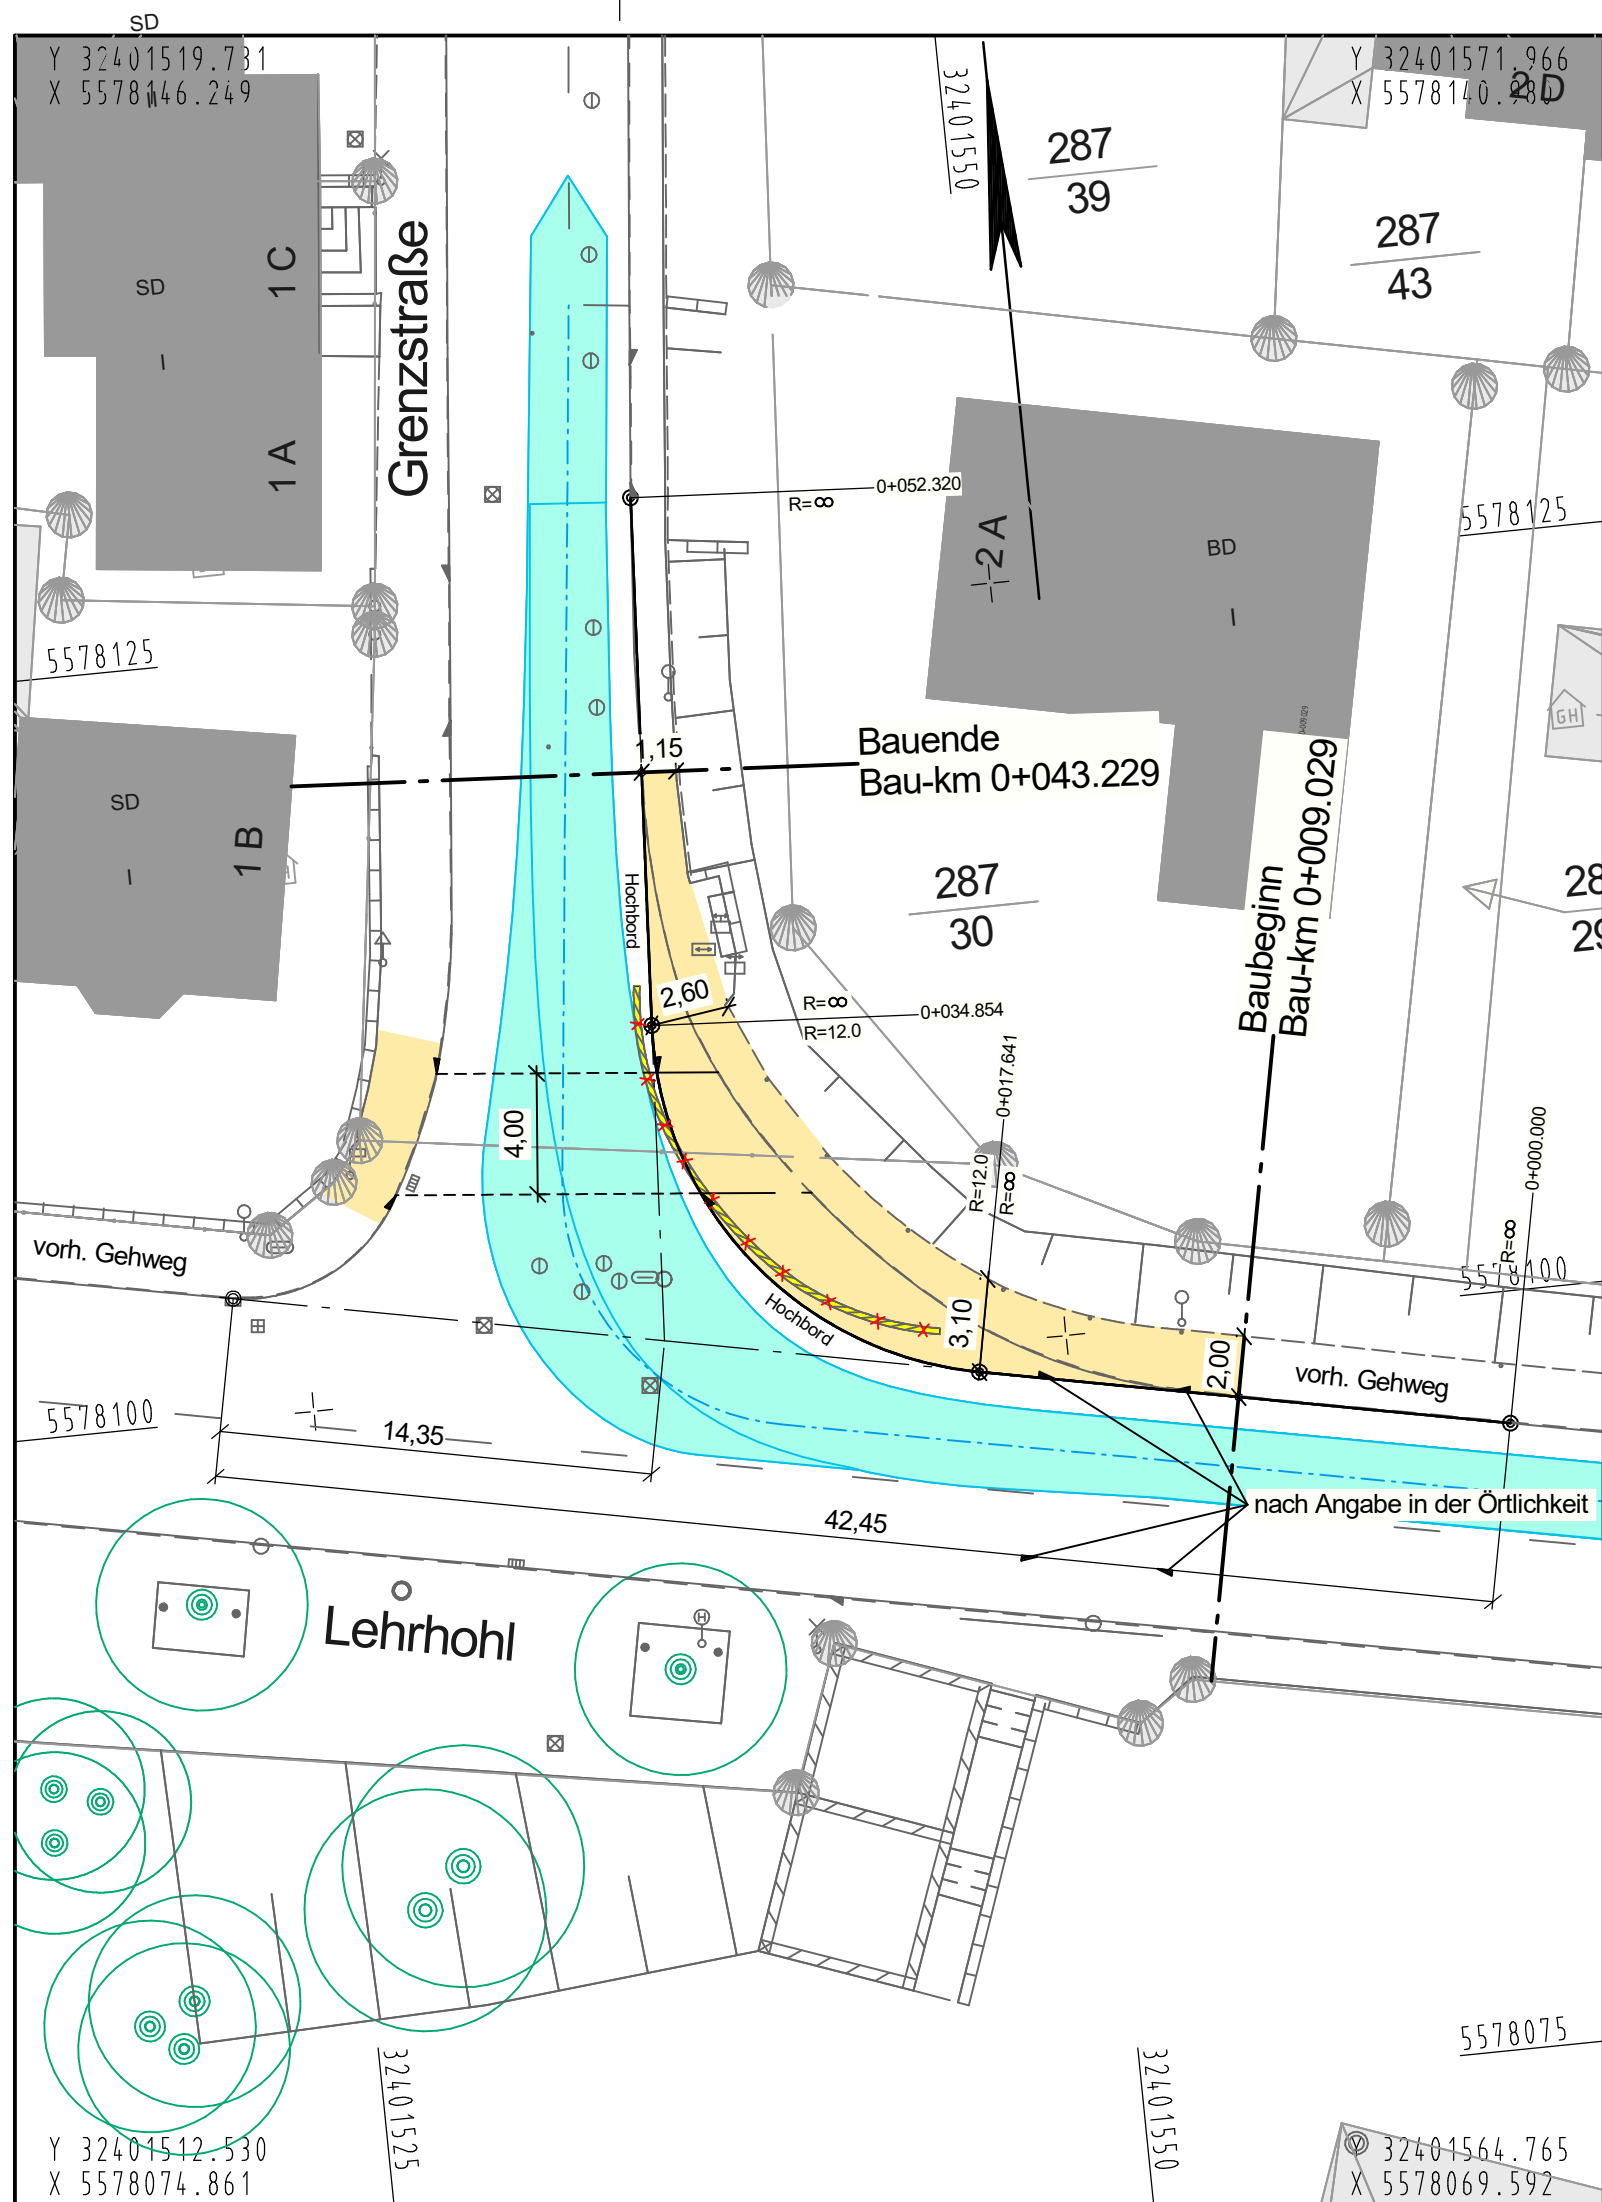 SD
Y 32401519.731
X 5578146.249
Y 32401571.966
X 5578140.980
2 D
32401550
287
39
287
43
1 C
SD
I
Grenzstraße
1 A
0+052.320
R=∞
5578125
2 A
BD
I
5578125
GH
1,15
Bauende
Bau-km 0+043.229
SD
I
1 B
Baubeginn
Bau-km 0+009.029
287
30
28
29
Hochbord
2,60
R=∞
R=12.0
0+034.854
0+017.641
4,00
R=12.0
R=∞
0+000.000
R=∞
vorh. Gehweg
5578100
Hochbord
3,10
2,00
vorh. Gehweg
5578100
14,35
nach Angabe in der Örtlichkeit
42,45
Lehrhohl
H
5578075
32401525
32401550
Y 32401512.530
X 5578074.861
Y 32401564.765
X 5578069.592